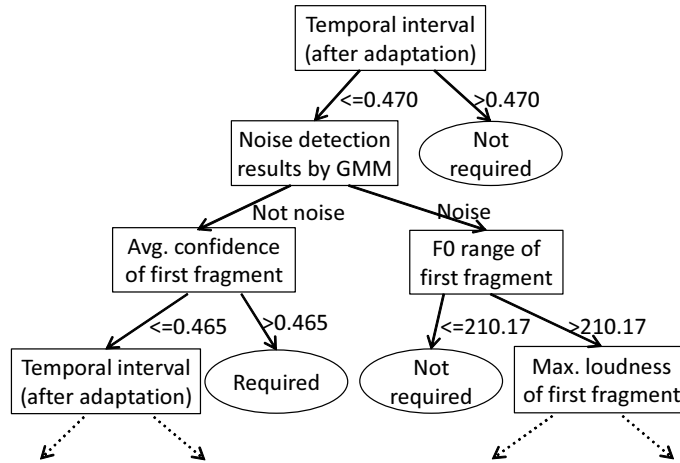 Temporal interval
(after adaptation)
<=0.470
>0.470
Noise detection
results by GMM
Not
required
Not noise
Noise
Avg. confidence
of first fragment
F0 range of
first fragment
<=0.465
>0.465
<=210.17
>210.17
Temporal interval
(after adaptation)
Required
Not
required
Max. loudness
of first fragment